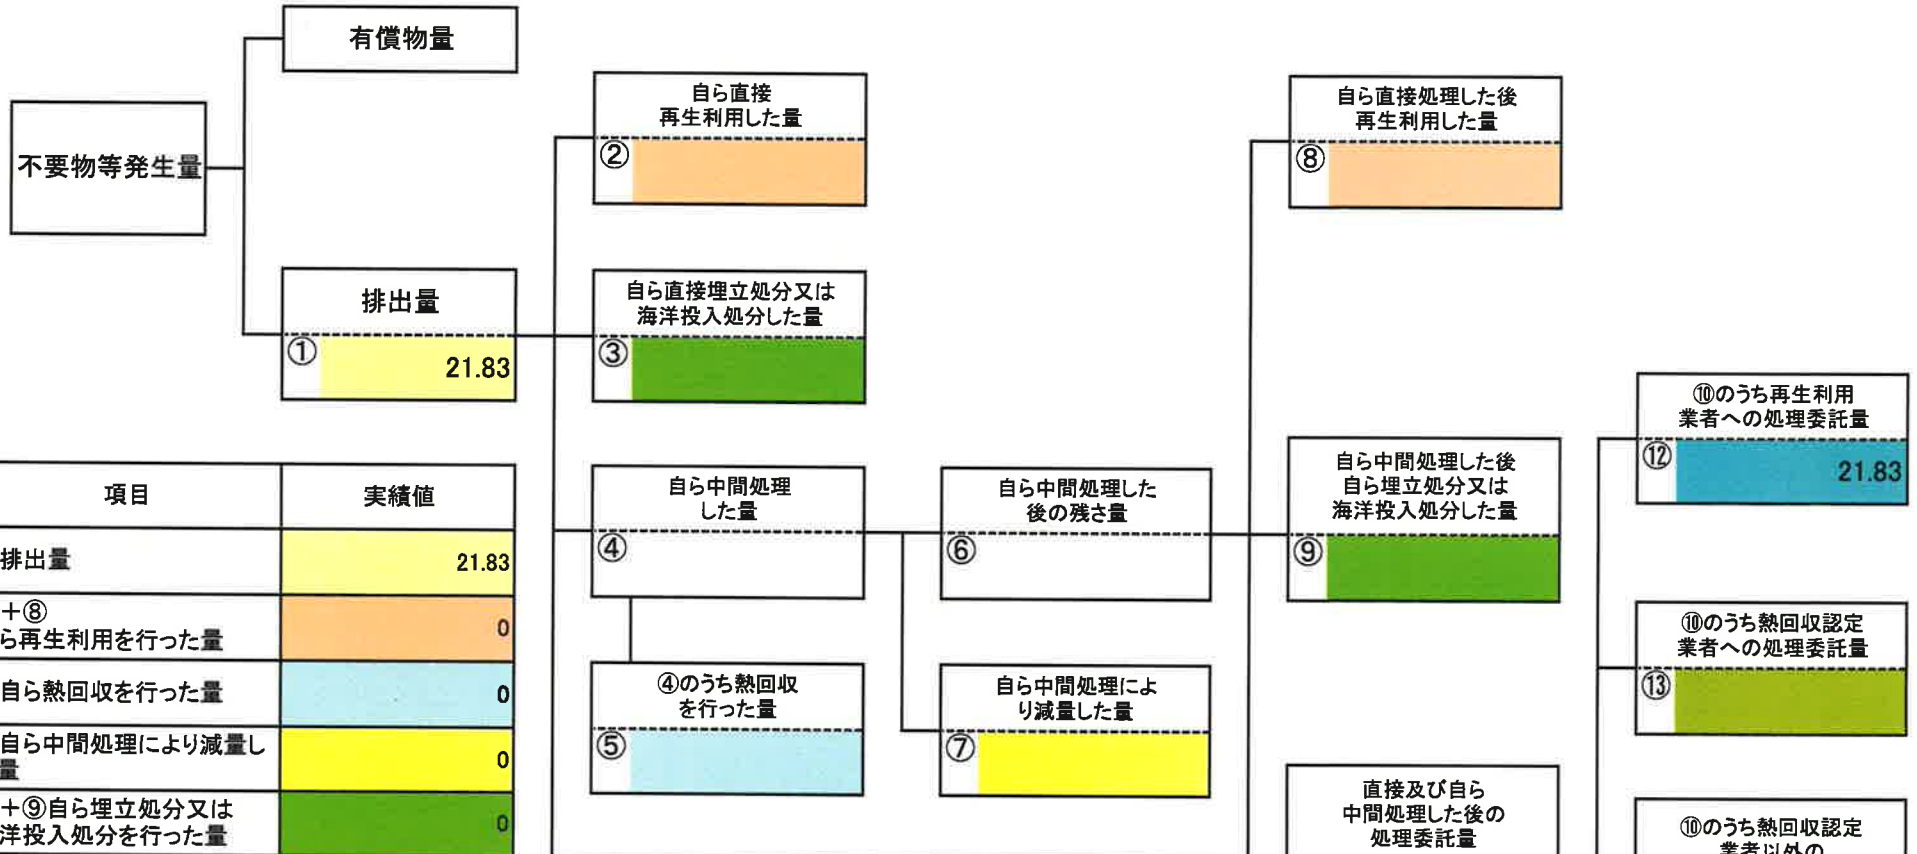 有償物量
不要物等発生量
排出量
①
21.83
自ら直接
再生利用した量
②
自ら直接埋立処分又は
海洋投入処分した量
③
自ら中間処理
した量
④
④のうち熱回収
を行った量
⑤
自ら中間処理した
後の残さ量
⑥
自ら中間処理によ
り減量した量
⑦
自ら直接処理した後
再生利用した量
⑧
自ら中間処理した後
自ら埋立処分又は
海洋投入処分した量
⑨
直接及び自ら
中間処理した後の
処理委託量
⑩のうち再生利用
業者への処理委託量
⑫
21.83
⑩のうち熱回収認定
業者への処理委託量
⑬
⑩のうち熱回収認定
業者以外の
項目 実績値
排出量 21.83
+⑧
ら再生利用を行った量 0
自ら熱回収を行った量 0
自ら中間処理により減量し
量 0
+⑨自ら埋立処分又は
洋投入処分を行った量 0